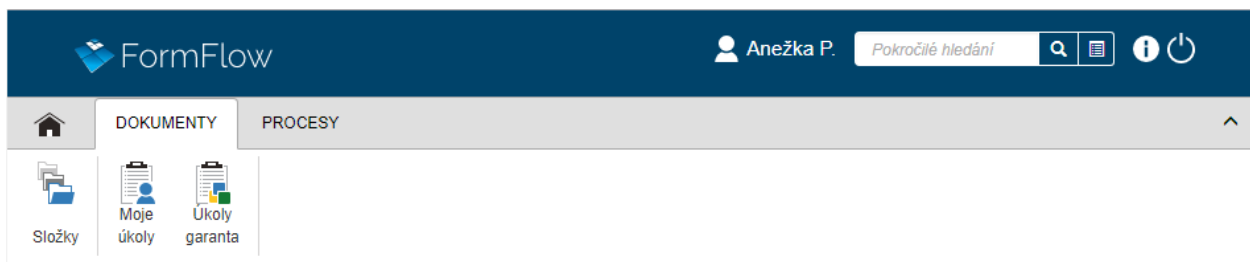 FormFlow
Anežka P.
Pokročilé hledání
DOKUMENTY
PROCESY
Složky
Moje
úkoly
Úkoly
garanta